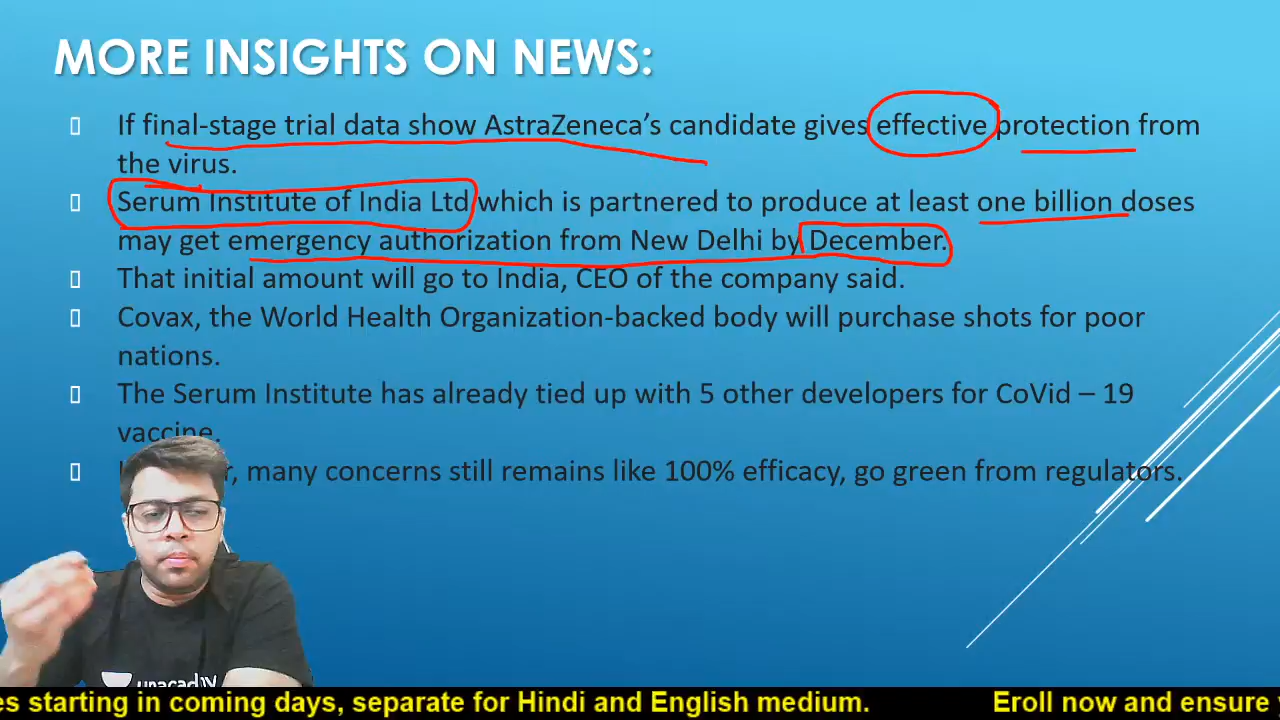 MORE INSIGHTS ON NEWS:
If final-stage trial data show AstraZeneca's candidate gives effective protection from
the virus.
Serum Institute of India Ltd which is partnered to produce at least one billion doses
may get emergency authorization from New Delhi by December.
That initial amount will go to India, CEO of the company said.
Covax, the World Health Organization-backed body will purchase shots for poor
nations.
The Serum Institute has already tied up with 5 other developers for CoVid – 19
vaccine.
many concerns still remains like 100% efficacy, go green from regulators.
unacademy
starting in coming days, separate for Hindi and English medium. Eroll now and ensure